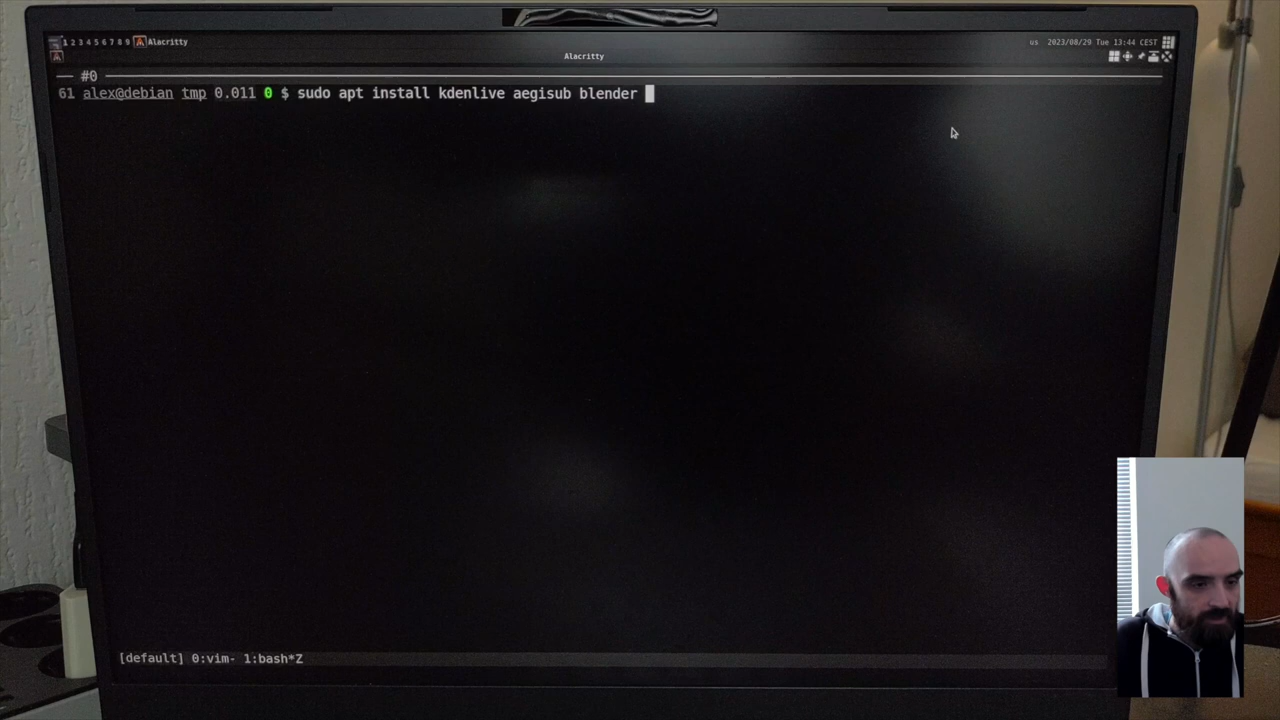 1 2 3 4 5 6 7 8 9 Alacritty us 2023/08/29 Tue 13:44 CEST
Alacritty
#0
61 alex@debian tmp 0.011 0 $ sudo apt install kdenlive aegisub blender
[default] 0:vim- 1:bash*Z